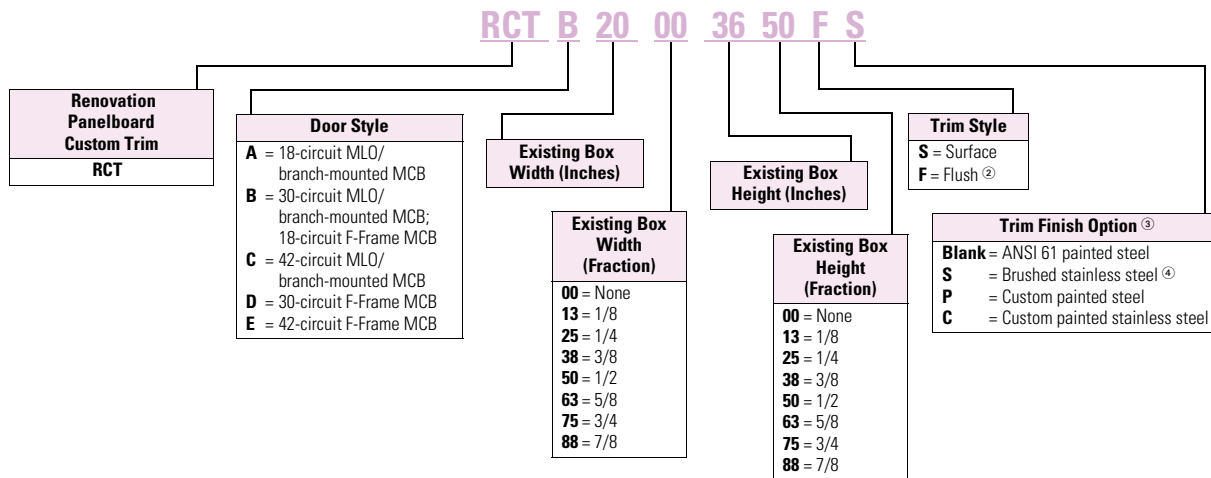 RCT B 20 00 36 50 F S
Renovation
Panelboard
Custom Trim
RCT
Door Style
A = 18-circuit MLO/
branch-mounted MCB
B = 30-circuit MLO/
branch-mounted MCB;
18-circuit F-Frame MCB
C = 42-circuit MLO/
branch-mounted MCB
D = 30-circuit F-Frame MCB
E = 42-circuit F-Frame MCB
Existing Box
Width (Inches)
Existing Box
Width
(Fraction)
00 = None
13 = 1/8
25 = 1/4
38 = 3/8
50 = 1/2
63 = 5/8
75 = 3/4
88 = 7/8
Existing Box
Height (Inches)
Existing Box
Height
(Fraction)
00 = None
13 = 1/8
25 = 1/4
38 = 3/8
50 = 1/2
63 = 5/8
75 = 3/4
88 = 7/8
Trim Style
S = Surface
F = Flush ②
Trim Finish Option ③
Blank = ANSI 61 painted steel
S = Brushed stainless steel ④
P = Custom painted steel
C = Custom painted stainless steel